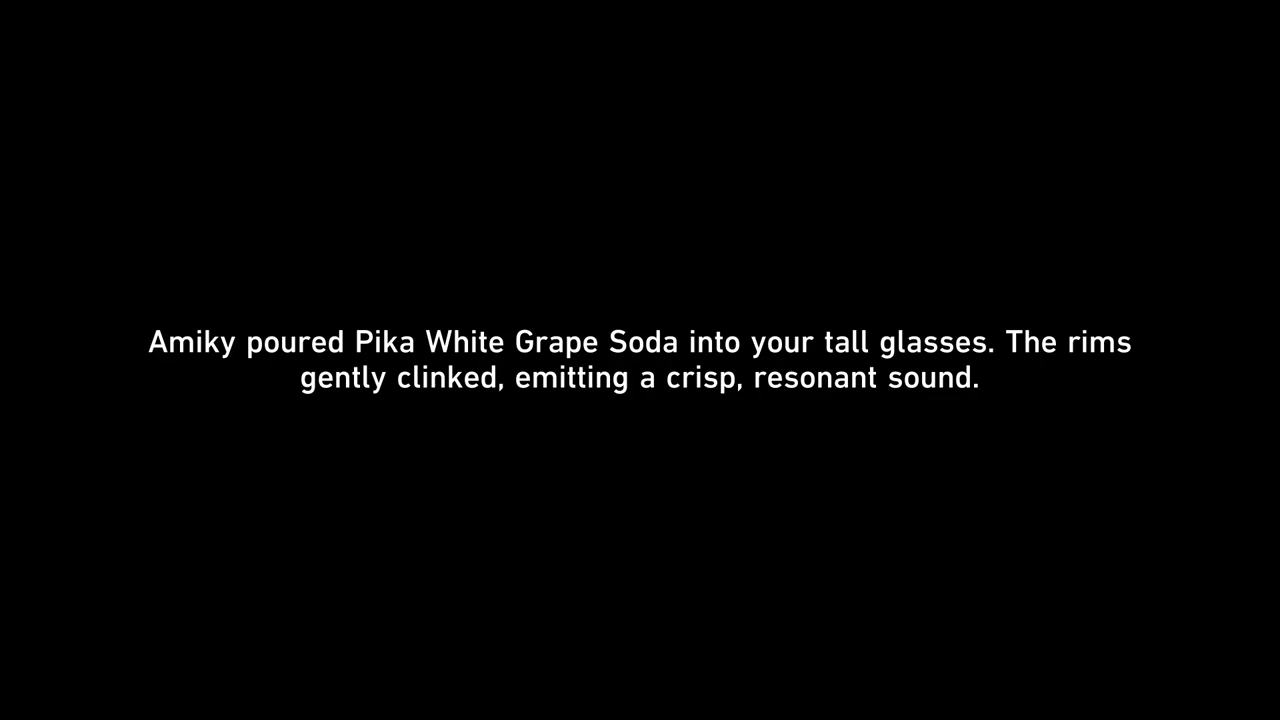 Amiky poured Pika White Grape Soda into your tall glasses. The rims
gently clinked, emitting a crisp, resonant sound.